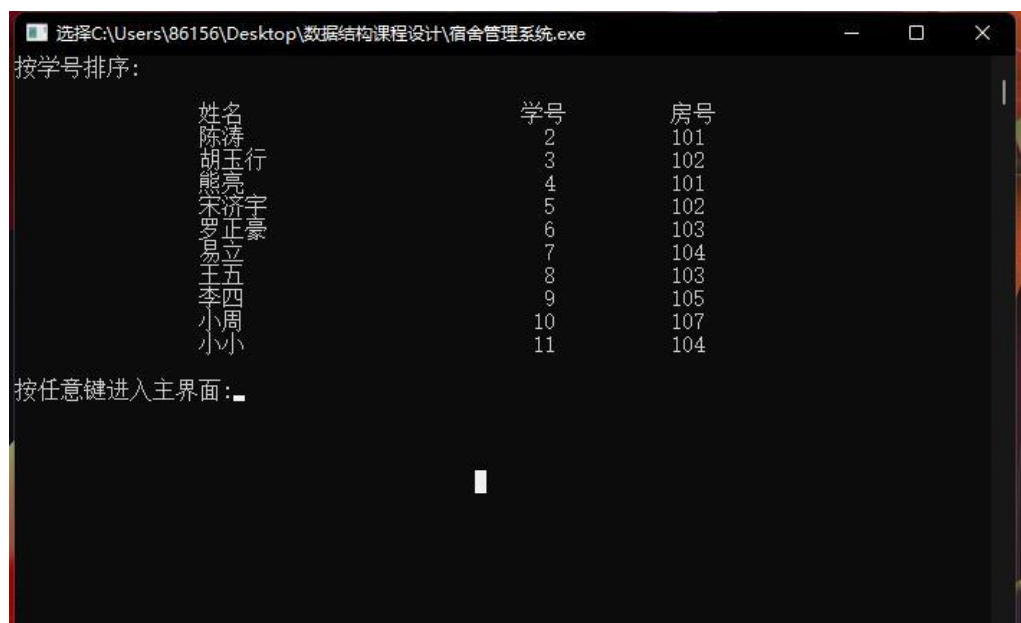 选择C:\Users\86156\Desktop\数据结构课程设计\宿舍管理系统.exe
按学号排序:
姓名 学号 房号
陈涛 2 101
胡玉行 3 102
熊亮 4 101
宋济宇 5 102
罗正豪 6 103
易立 7 104
王五 8 103
李四 9 105
小周 10 107
小小 11 104
按任意键进入主界面: